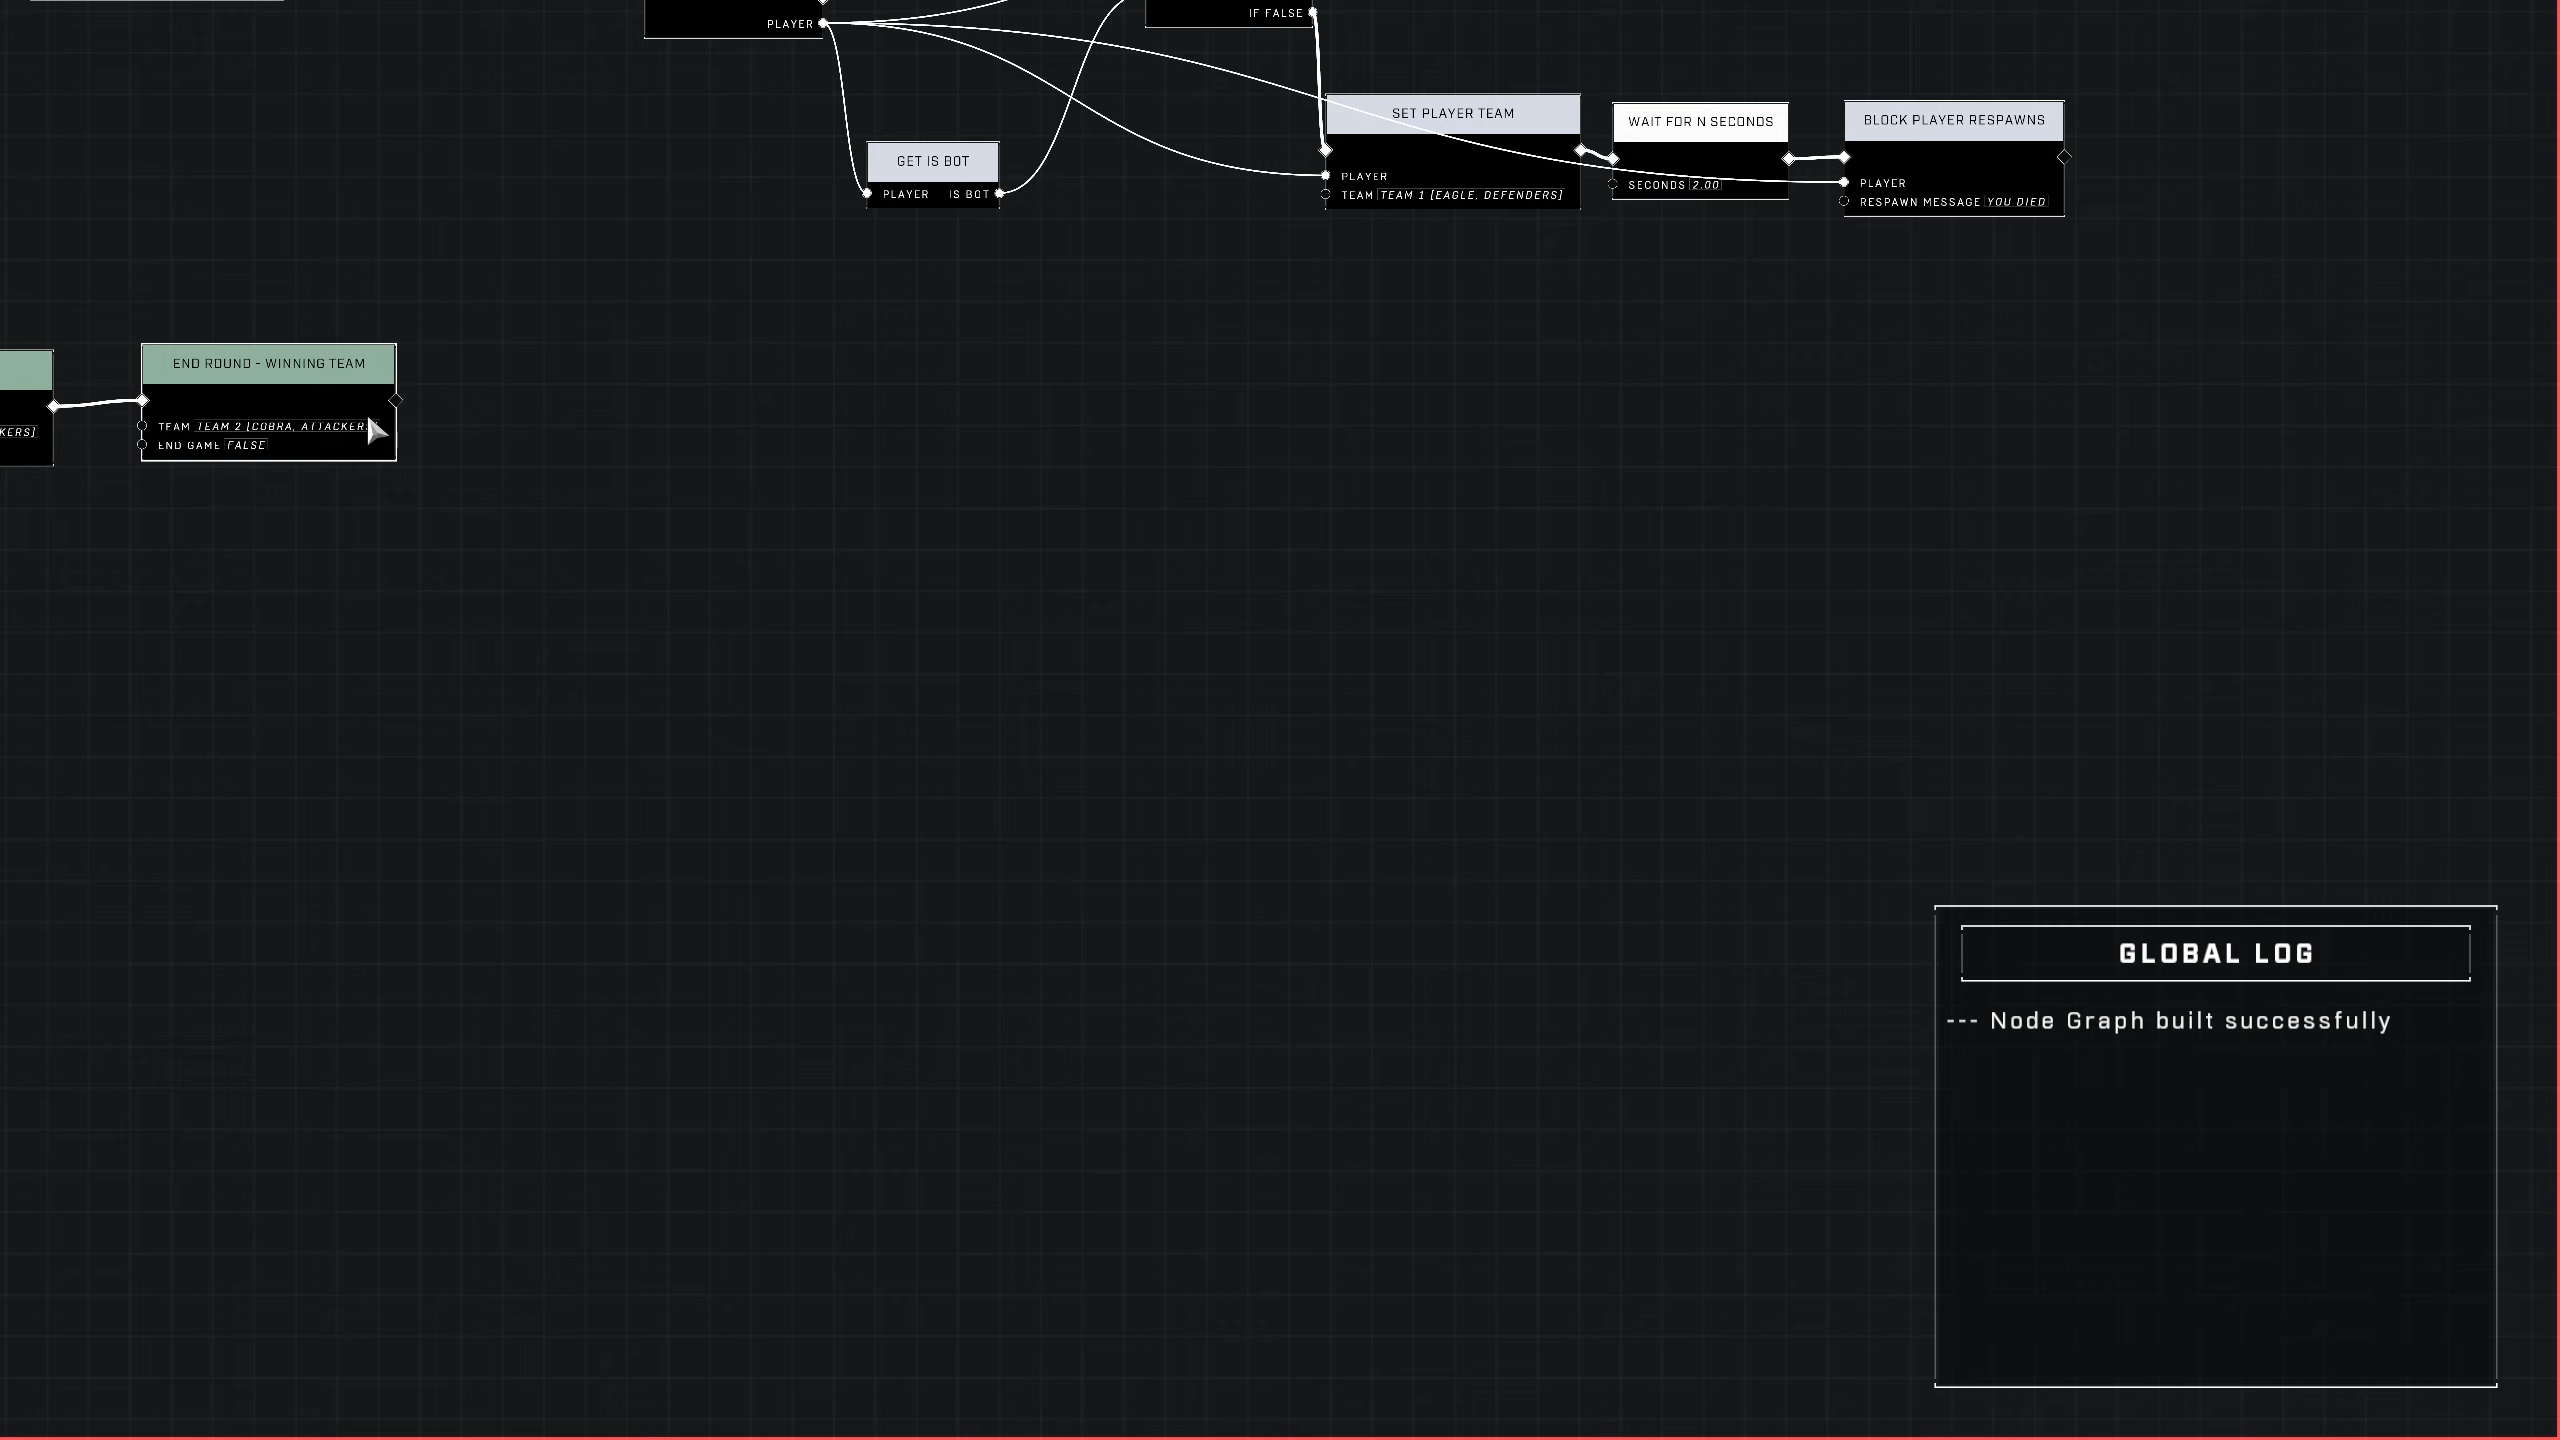 PLAYER
IF FALSE
SET PLAYER TEAM
PLAYER
TEAM TEAM 1 [EAGLE, DEFENDERS]
WAIT FOR N SECONDS
SECONDS 2.00
BLOCK PLAYER RESPAWNS
PLAYER
RESPAWN MESSAGE YOU DIED
GET IS BOT
PLAYER IS BOT
KERS]
END ROUND - WINNING TEAM
TEAM TEAM 2 [COBRA, ATTACKERS
END GAME FALSE
GLOBAL LOG
--- Node Graph built successfully